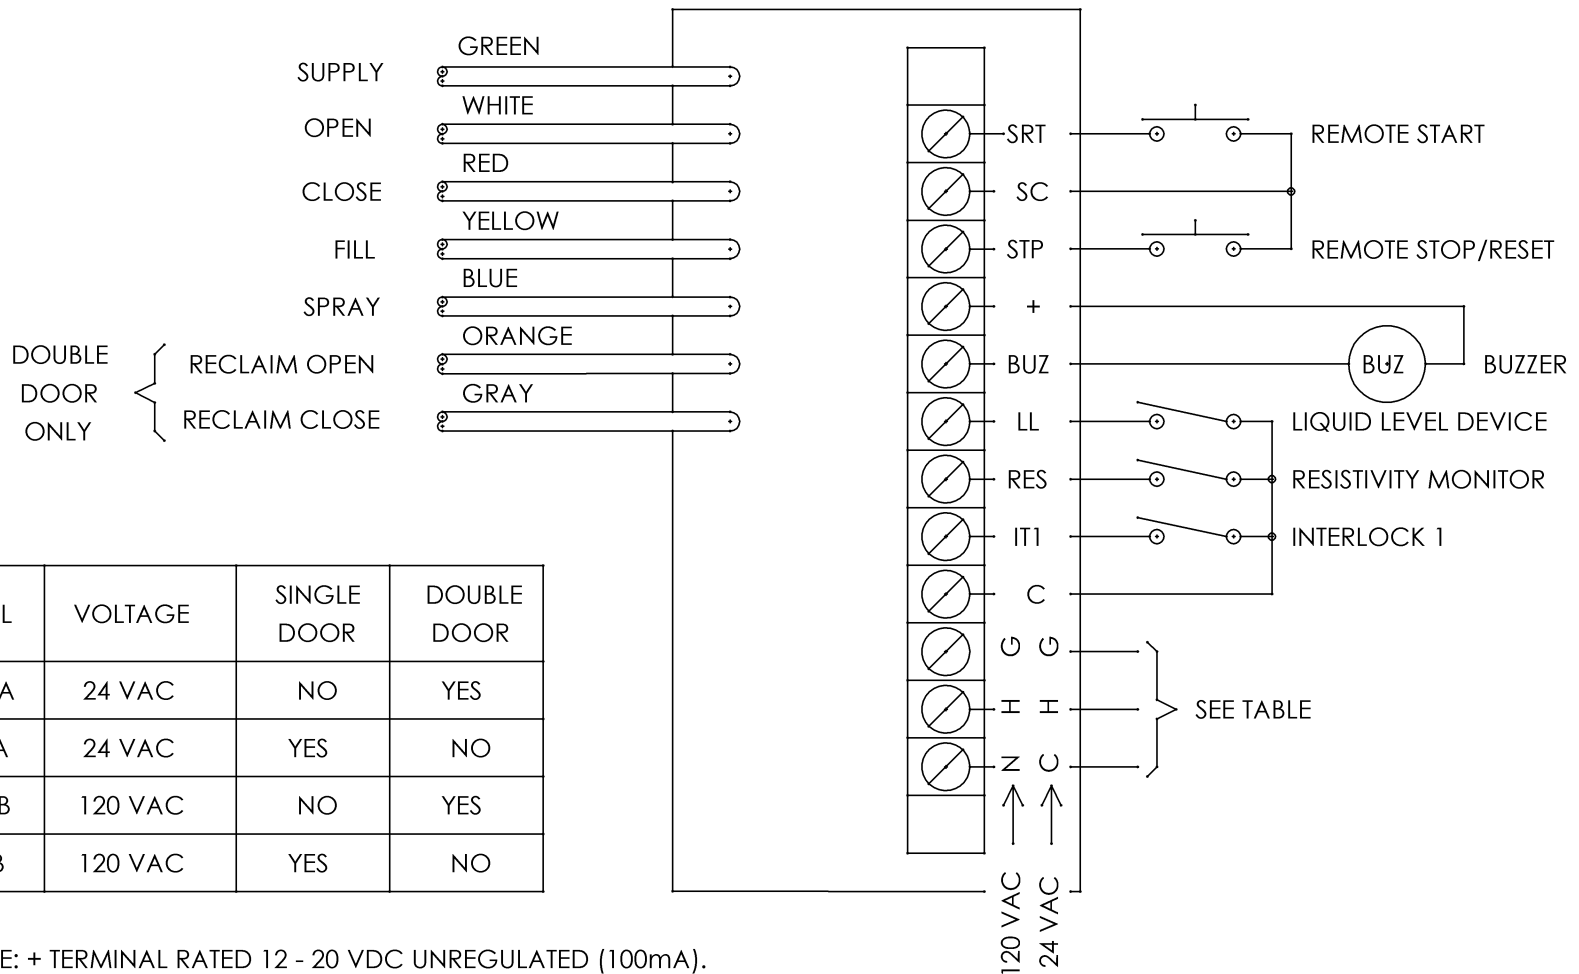 GREEN
SUPPLY
WHITE
OPEN
RED
CLOSE
YELLOW
FILL
BLUE
SPRAY
ORANGE
DOUBLE
DOOR
ONLY
RECLAIM OPEN
GRAY
RECLAIM CLOSE
SRT
REMOTE START
SC
STP
REMOTE STOP/RESET
+
BUZ
BUZ
BUZZER
LL
LIQUID LEVEL DEVICE
RES
RESISTIVITY MONITOR
IT1
INTERLOCK 1
C
G G
H H
SEE TABLE
N C
120 VAC
24 VAC
L VOLTAGE SINGLE DOOR DOUBLE DOOR
A 24 VAC NO YES
A 24 VAC YES NO
B 120 VAC NO YES
B 120 VAC YES NO
E: + TERMINAL RATED 12 - 20 VDC UNREGULATED (100mA).